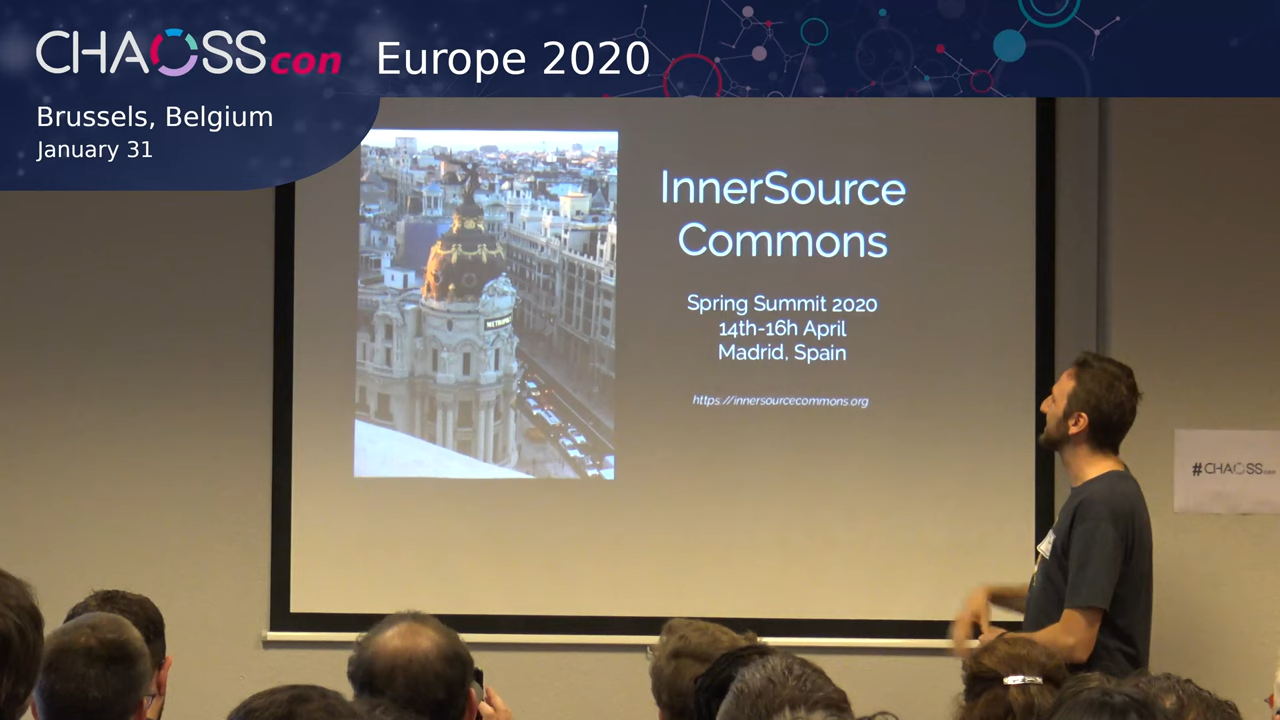 CHAOSScon Europe 2020
Brussels, Belgium
January 31
InnerSource
Commons
Spring Summit 2020
14th-16h April
Madrid, Spain
https://innersourcecommons.org
METROPOLIS
#CHAOSScon